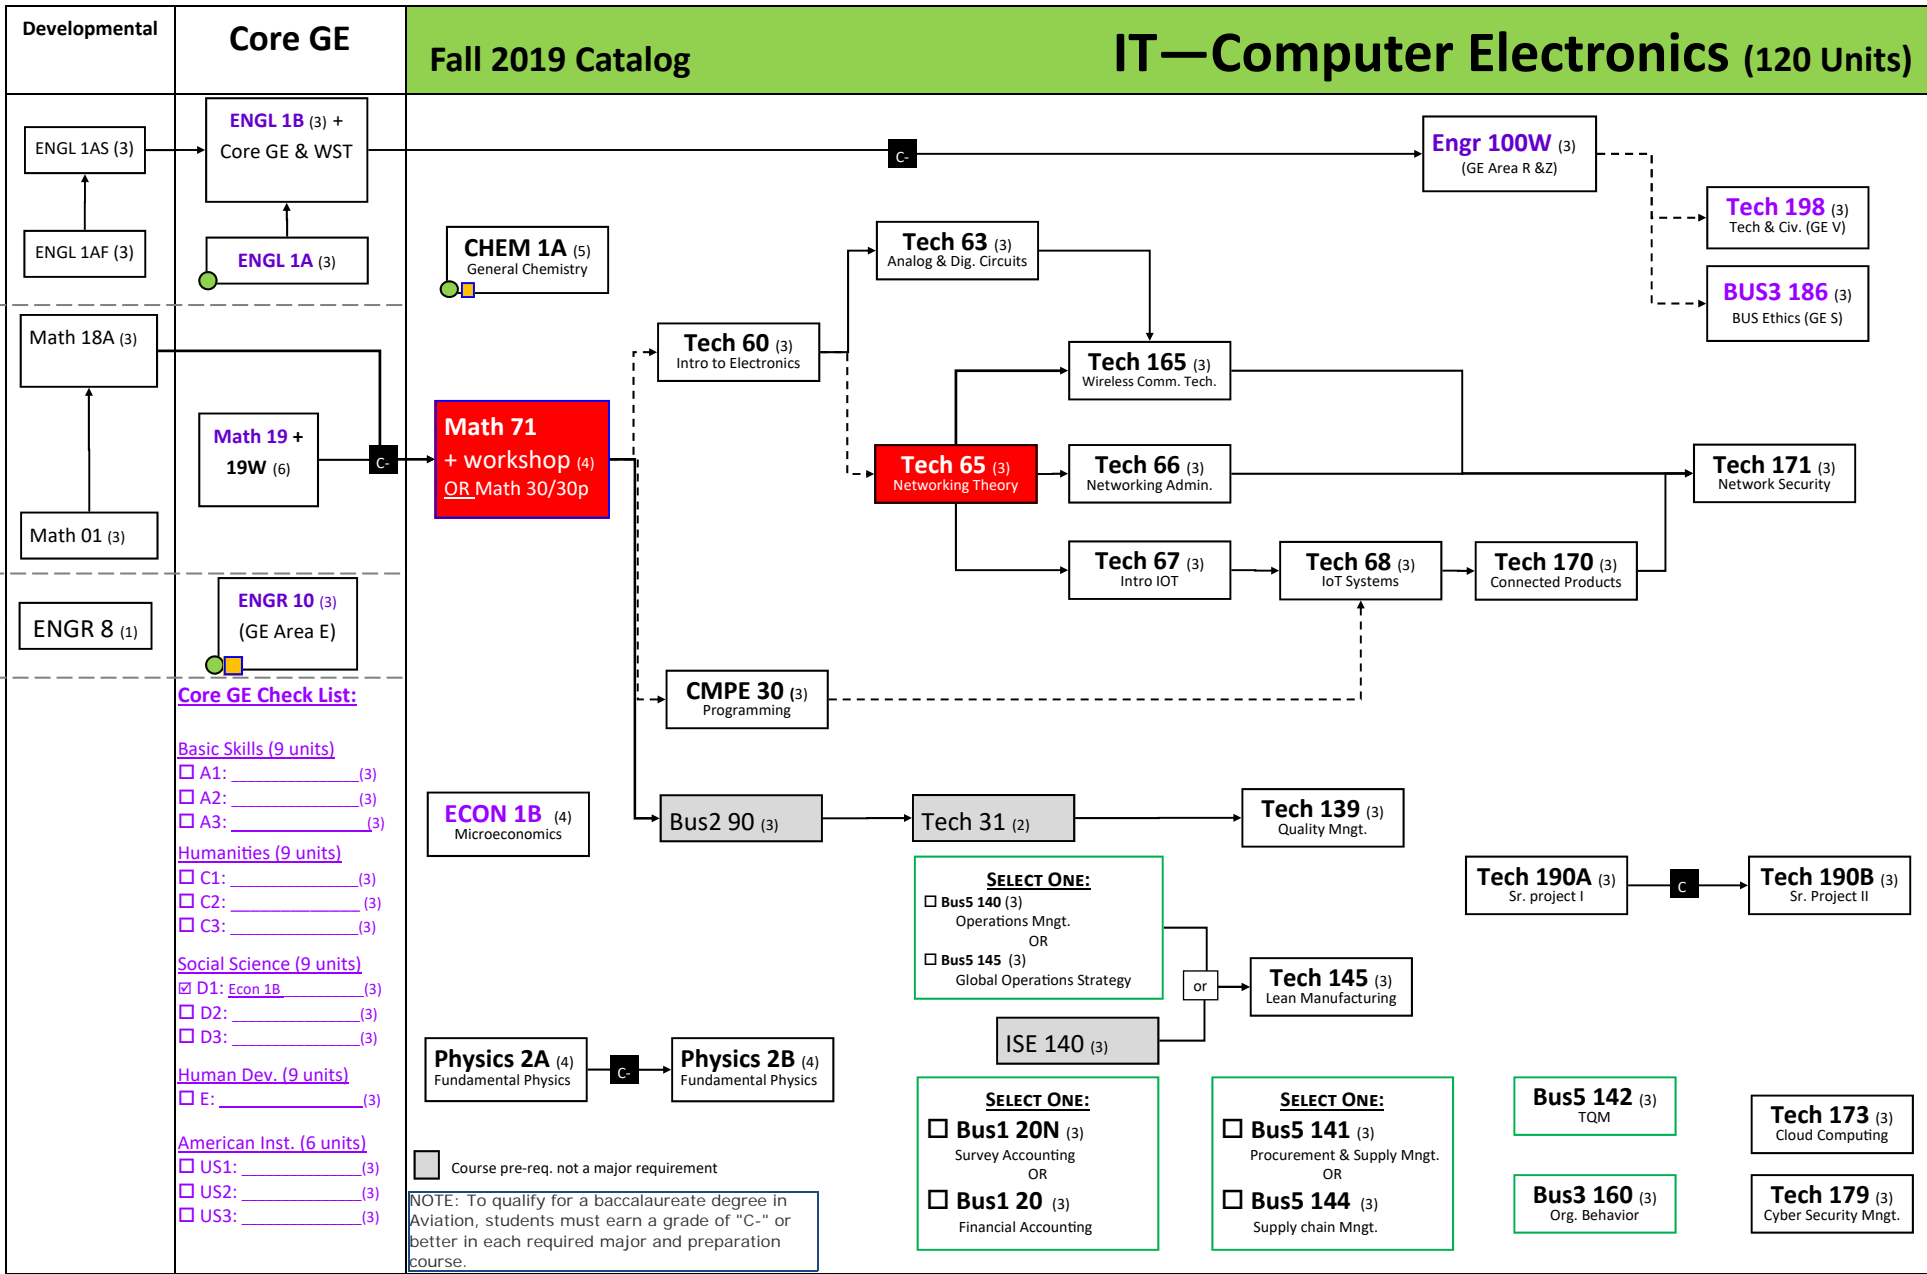 Developmental
Core GE
Fall 2019 Catalog
IT—Computer Electronics (120 Units)
ENGL 1AS (3)
ENGL 1AF (3)
ENGL 1B (3) +
Core GE & WST
ENGL 1A (3)
C-
Engr 100W (3)
(GE Area R &Z)
Tech 198 (3)
Tech & Civ. (GE V)
BUS3 186 (3)
BUS Ethics (GE S)
CHEM 1A (5)
General Chemistry
Tech 63 (3)
Analog & Dig. Circuits
Math 18A (3)
Math 01 (3)
Math 19 +
19W (6)
C-
Math 71
+ workshop (4)
OR Math 30/30p
Tech 60 (3)
Intro to Electronics
Tech 165 (3)
Wireless Comm. Tech.
Tech 65 (3)
Networking Theory
Tech 66 (3)
Networking Admin.
Tech 171 (3)
Network Security
Tech 67 (3)
Intro IOT
Tech 68 (3)
IoT Systems
Tech 170 (3)
Connected Products
ENGR 8 (1)
ENGR 10 (3)
(GE Area E)
CMPE 30 (3)
Programming
Core GE Check List:
Basic Skills (9 units)
A1: ________________(3)
A2: ________________(3)
A3: _________________(3)
Humanities (9 units)
C1: ________________(3)
C2: ________________ (3)
C3: ________________(3)
Social Science (9 units)
D1: Econ 1B__________(3)
D2: ________________(3)
D3: ________________(3)
Human Dev. (9 units)
E: __________________(3)
American Inst. (6 units)
US1: _______________(3)
US2: _______________(3)
US3: _______________(3)
ECON 1B (4)
Microeconomics
Bus2 90 (3)
Tech 31 (2)
Tech 139 (3)
Quality Mngt.
SELECT ONE:
Bus5 140 (3)
Operations Mngt.
OR
Bus5 145 (3)
Global Operations Strategy
or
ISE 140 (3)
Tech 145 (3)
Lean Manufacturing
Tech 190A (3)
Sr. project I
C
Tech 190B (3)
Sr. Project II
Physics 2A (4)
Fundamental Physics
C-
Physics 2B (4)
Fundamental Physics
SELECT ONE:
Bus1 20N (3)
Survey Accounting
OR
Bus1 20 (3)
Financial Accounting
SELECT ONE:
Bus5 141 (3)
Procurement & Supply Mngt.
OR
Bus5 144 (3)
Supply chain Mngt.
Bus5 142 (3)
TQM
Bus3 160 (3)
Org. Behavior
Tech 173 (3)
Cloud Computing
Tech 179 (3)
Cyber Security Mngt.
Course pre-req. not a major requirement
NOTE: To qualify for a baccalaureate degree in
Aviation, students must earn a grade of "C-" or
better in each required major and preparation
course.